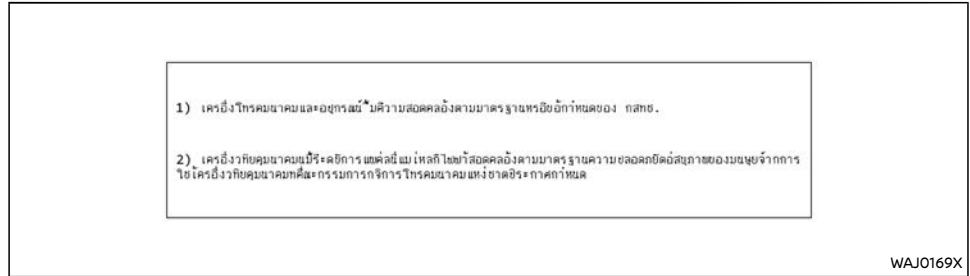 1) เครอื่งโทรคมนาคมและอปุกรณน์ ี้มคีวามสอดคลอ้งตามมาตรฐานหรอืขอ้กําหนดของ กสทช.
2) เครอื่งวทิยคุมนาคมนมี้รีะดบัการแผค่ลนื่แมเ่หลก็ไฟฟา้สอดคลอ้งตามมาตรฐานความปลอดภยัตอ่สขุภาพของมนษุยจ์ากการ
ใชเ้ครอื่งวทิยคุมนาคมทคี่ณะกรรมการกจิการโทรคมนาคมแหง่ชาตปิระกาศกําหนด
WAJ0169X